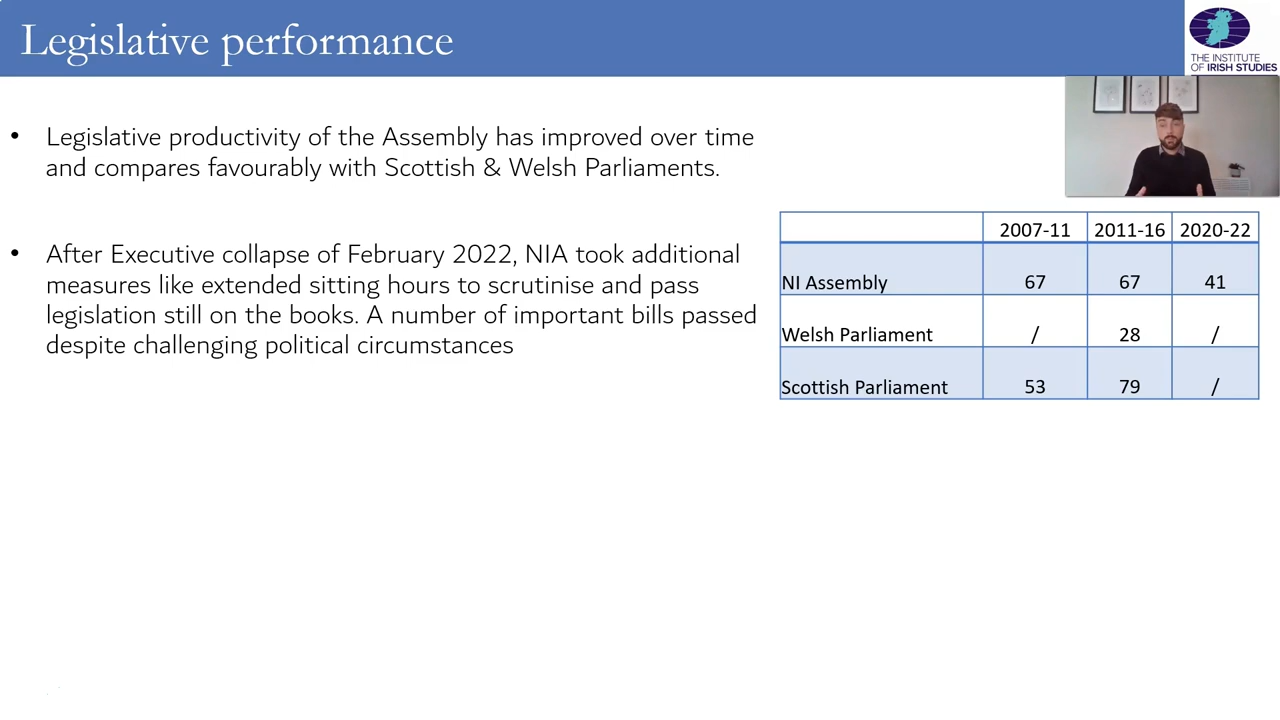 Legislative performance
THE INSTITUTE
OF IRISH STUDIES
• Legislative productivity of the Assembly has improved over time
and compares favourably with Scottish & Welsh Parliaments.
• After Executive collapse of February 2022, NIA took additional
measures like extended sitting hours to scrutinise and pass
legislation still on the books. A number of important bills passed
despite challenging political circumstances
2007-11 2011-16 2020-22
NI Assembly 67 67 41
Welsh Parliament / 28 /
Scottish Parliament 53 79 /